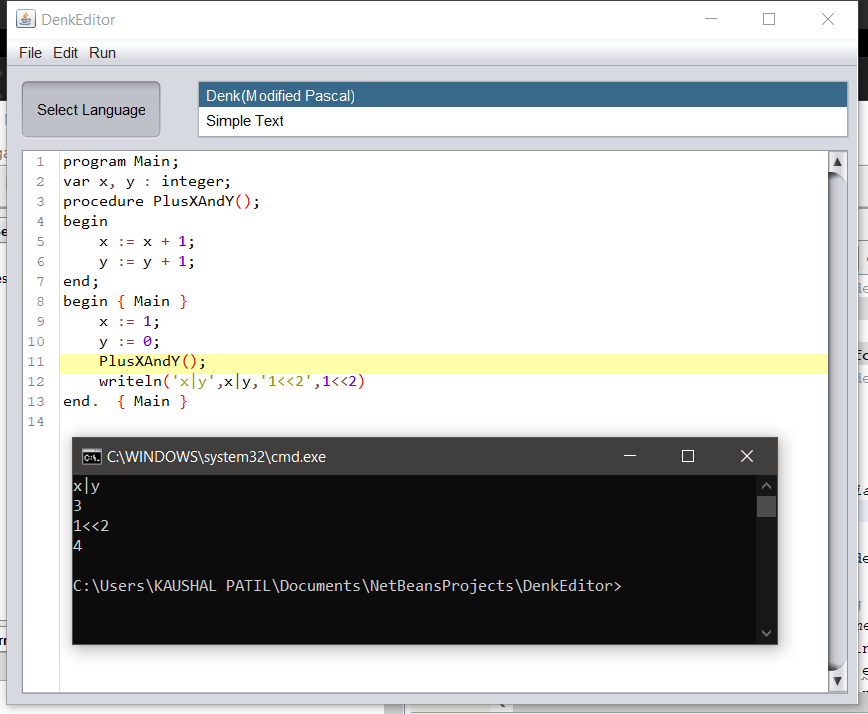 DenkEditor
File Edit Run
Select Language
Denk(Modified Pascal)
Simple Text
1 program Main;
2 var x, y : integer;
3 procedure PlusXAndY();
4 begin
5     x := x + 1;
6     y := y + 1;
7 end;
8 begin { Main }
9     x := 1;
10     y := 0;
11     PlusXAndY();
12     writeln('x|y',x|y,'1<<2',1<<2)
13 end.  { Main }
14
C:\WINDOWS\system32\cmd.exe
x|y
3
1<<2
4
C:\Users\KAUSHAL PATIL\Documents\NetBeansProjects\DenkEditor>